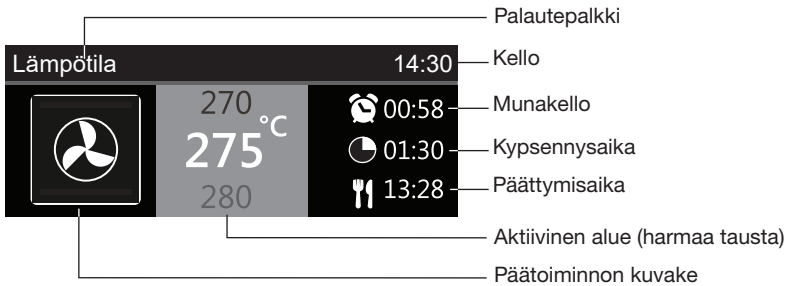 Palautepalkki
Lämpötila 14:30
Kello
270
00:58
Munakello
275 °C
01:30
Kypsennysaika
280
13:28
Päättymisaika
Aktiivinen alue (harmaa tausta)
Päätoiminnon kuvake